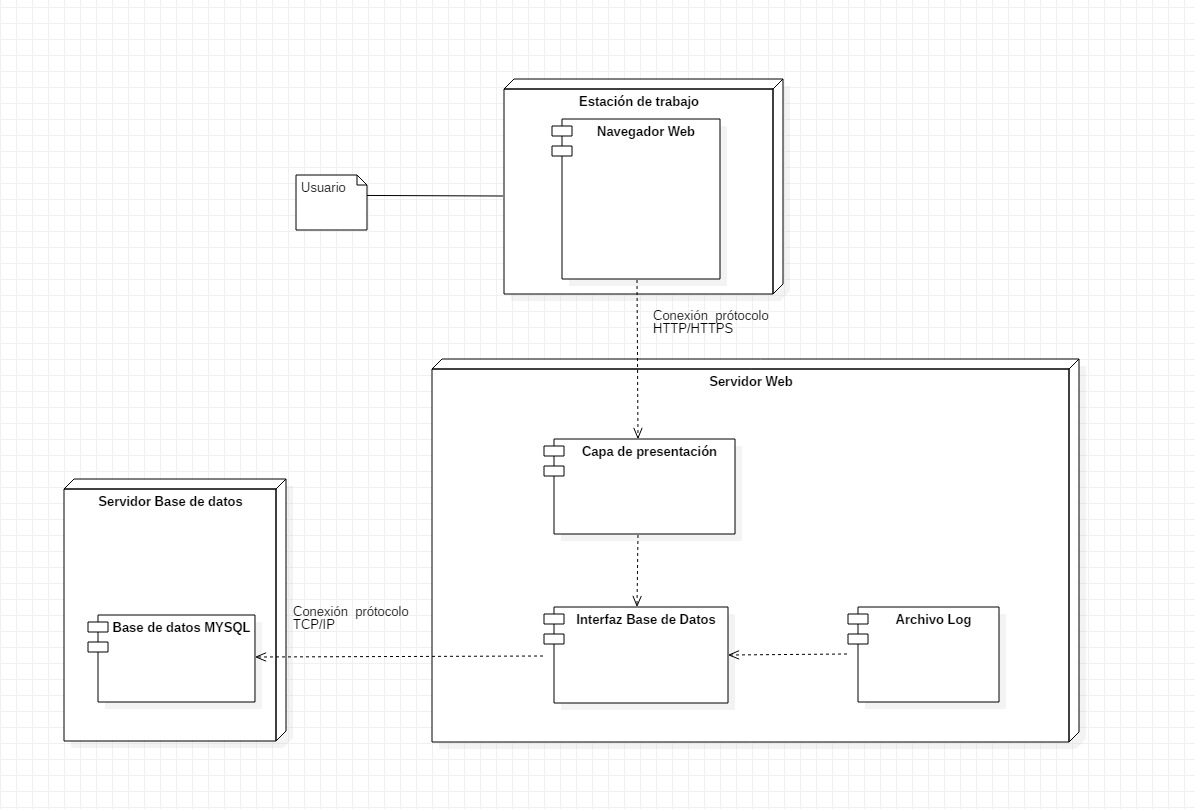 Estación de trabajo
Navegador Web
Usuario
Conexión prótocolo
HTTP/HTTPS
Servidor Web
Capa de presentación
Servidor Base de datos
Conexión prótocolo
TCP/IP
Base de datos MYSQL
Interfaz Base de Datos
Archivo Log